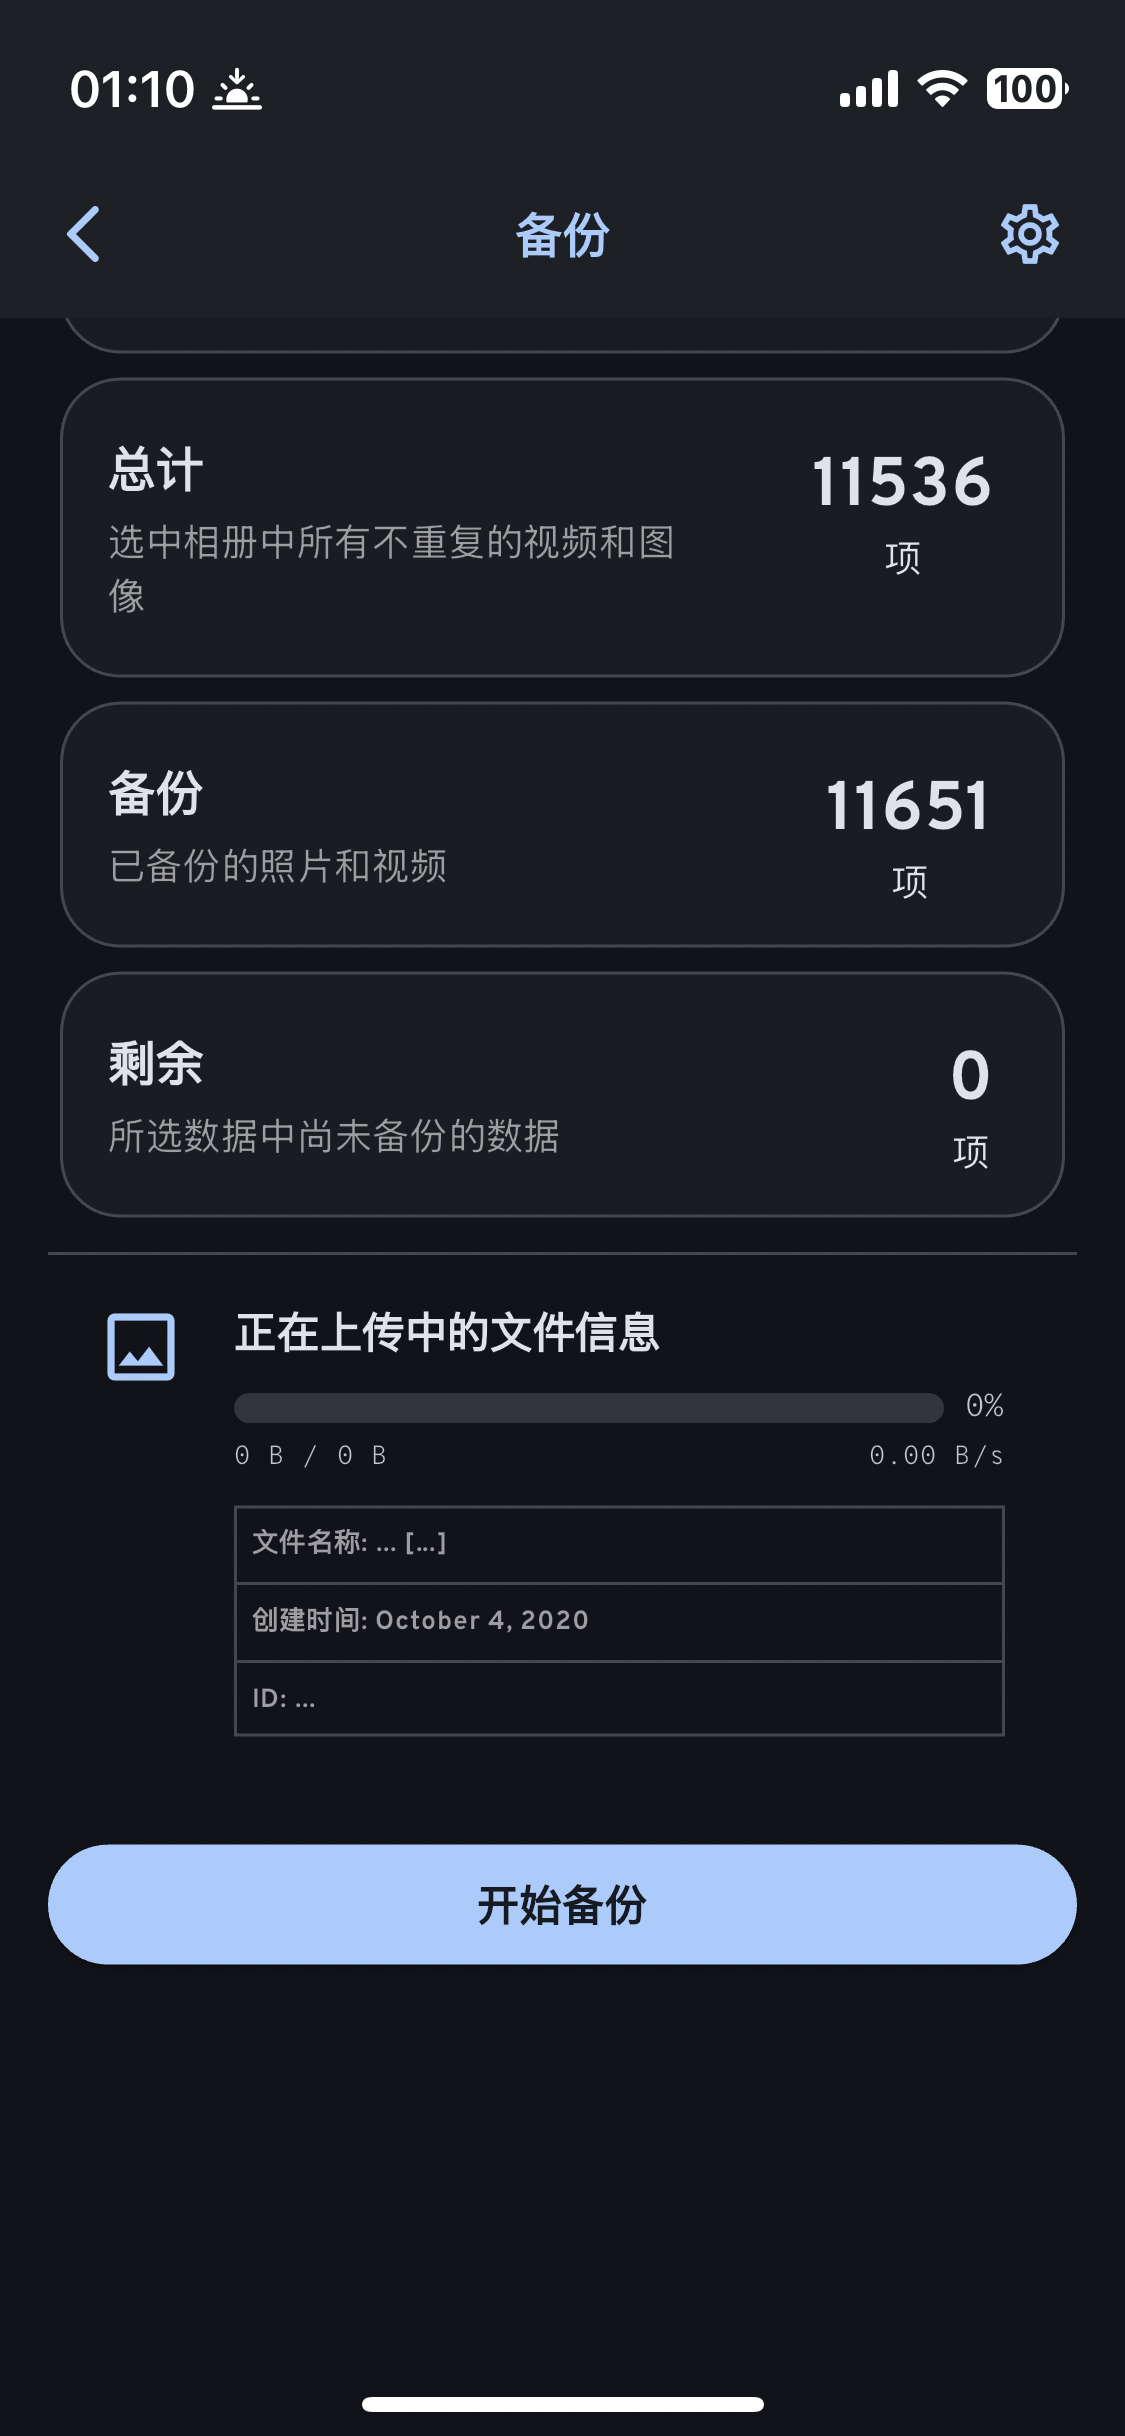 01:10
100
备份
总计
11536
选中相册中所有不重复的视频和图
像
项
备份
11651
已备份的照片和视频
项
剩余
0
所选数据中尚未备份的数据
项
正在上传中的文件信息
0%
0 B / 0 B
0.00 B/s
文件名称: ... [...]
创建时间: October 4, 2020
ID: ...
开始备份